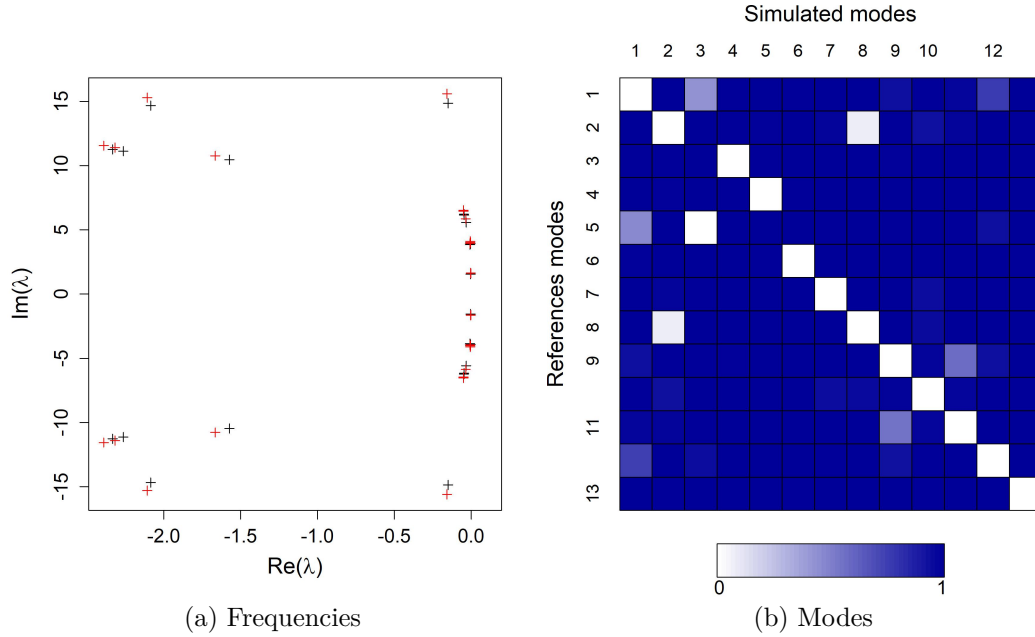 Im(λ)
15
10
5
0
-5
-10
-15
-2.0 -1.5 -1.0 -0.5 0.0
Re(λ)
(a) Frequencies
Simulated modes
1 2 3 4 5 6 7 8 9 10 12
References modes
1
2
3
4
5
6
7
8
9
11
13
0 1
(b) Modes